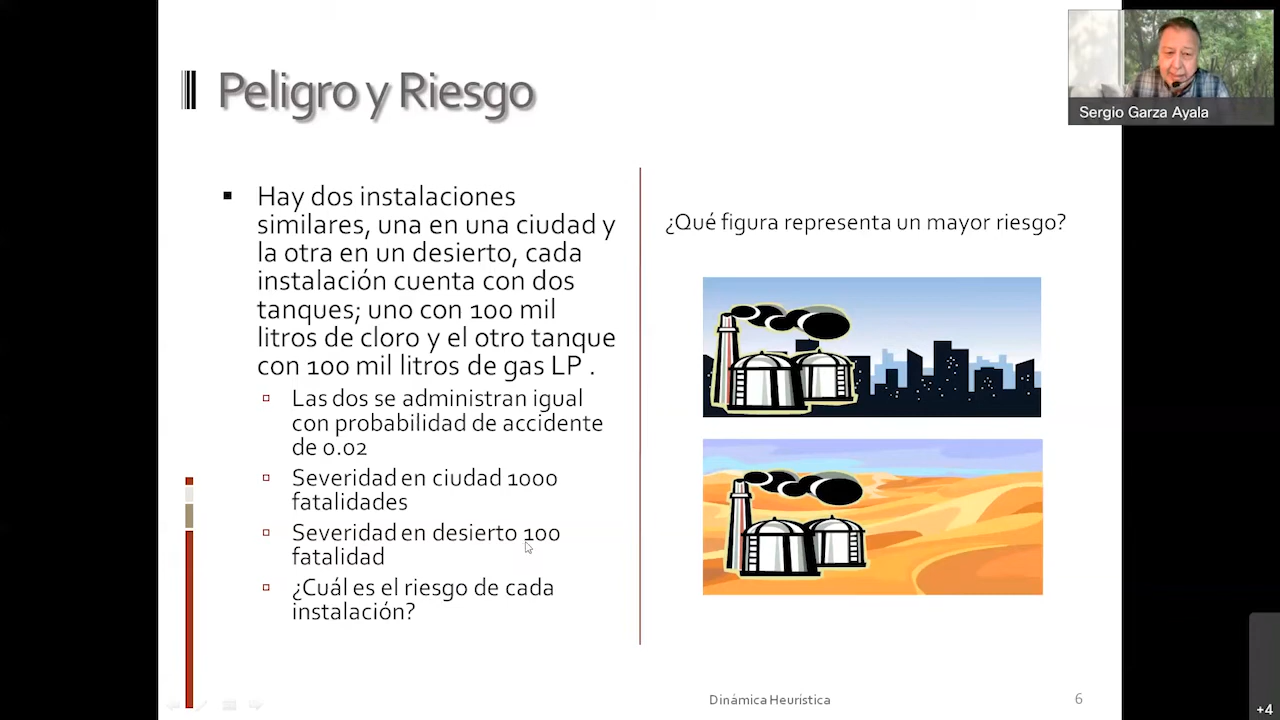 Peligro y Riesgo
Hay dos instalaciones
similares, una en una ciudad y
la otra en un desierto, cada
instalación cuenta con dos
tanques; uno con 100 mil
litros de cloro y el otro tanque
con 100 mil litros de gas LP .
Las dos se administran igual
con probabilidad de accidente
de 0.02
Severidad en ciudad 1000
fatalidades
Severidad en desierto 100
fatalidad
¿Cuál es el riesgo de cada
instalación?
¿Qué figura representa un mayor riesgo?
Sergio Garza Ayala
Dinámica Heurística
6
+4